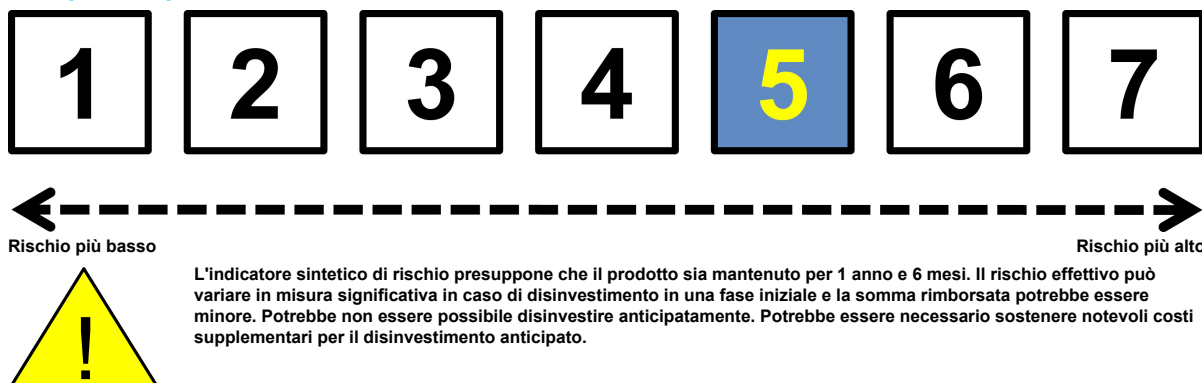 1 2 3 4 5 6 7
Rischio più basso Rischio più alto
L'indicatore sintetico di rischio presuppone che il prodotto sia mantenuto per 1 anno e 6 mesi. Il rischio effettivo può
variare in misura significativa in caso di disinvestimento in una fase iniziale e la somma rimborsata potrebbe essere
minore. Potrebbe non essere possibile disinvestire anticipatamente. Potrebbe essere necessario sostenere notevoli costi
supplementari per il disinvestimento anticipato.
!